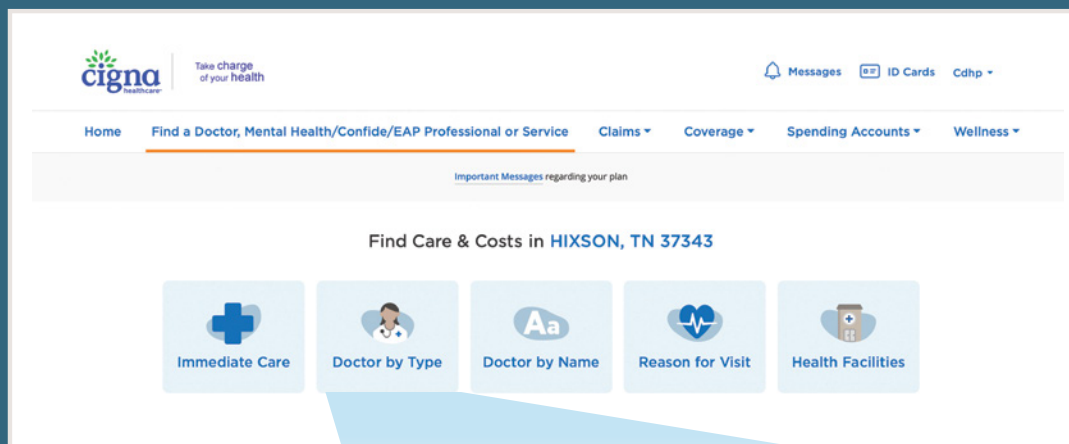 cigna
healthcare
Take charge
of your health
Messages ID Cards Cdhp
Home Find a Doctor, Mental Health/Confide/EAP Professional or Service Claims Coverage Spending Accounts Wellness
Important Messages regarding your plan
Find Care & Costs in HIXSON, TN 37343
Aa
Immediate Care Doctor by Type Doctor by Name Reason for Visit Health Facilities